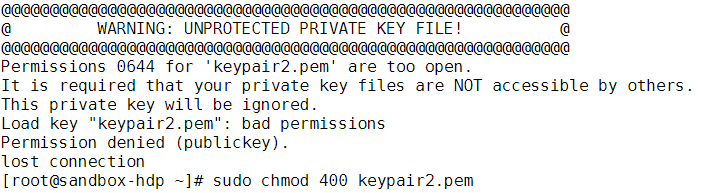 @@@@@@@@@@@@@@@@@@@@@@@@@@@@@@@@@@@@@@@@@@@@@@@@@@@@@@@@@@@
@         WARNING: UNPROTECTED PRIVATE KEY FILE!          @
@@@@@@@@@@@@@@@@@@@@@@@@@@@@@@@@@@@@@@@@@@@@@@@@@@@@@@@@@@@
Permissions 0644 for 'keypair2.pem' are too open.
It is required that your private key files are NOT accessible by others.
This private key will be ignored.
Load key "keypair2.pem": bad permissions
Permission denied (publickey).
lost connection
[root@sandbox-hdp ~]# sudo chmod 400 keypair2.pem